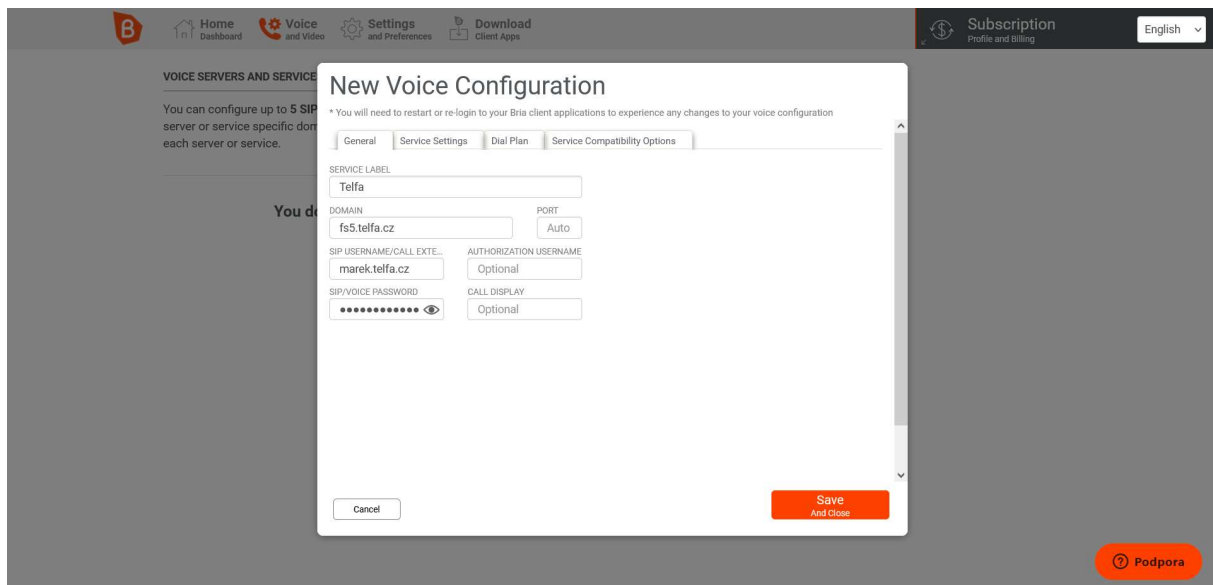 B
Home
Dashboard
Voice
and Video
Settings
and Preferences
Download
Client Apps
Subscription
Profile and Billing
English
VOICE SERVERS AND SERVICE
You can configure up to 5 SIP
server or service specific dom
each server or service.
You do
New Voice Configuration
* You will need to restart or re-login to your Bria client applications to experience any changes to your voice configuration
General Service Settings Dial Plan Service Compatibility Options
SERVICE LABEL
Telfa
DOMAIN PORT
fs5.telfa.cz Auto
SIP USERNAME/CALL EXTE... AUTHORIZATION USERNAME
marek.telfa.cz Optional
SIP/VOICE PASSWORD CALL DISPLAY
●●●●●●●●●●●● Optional
Cancel
Save
And Close
Podpora